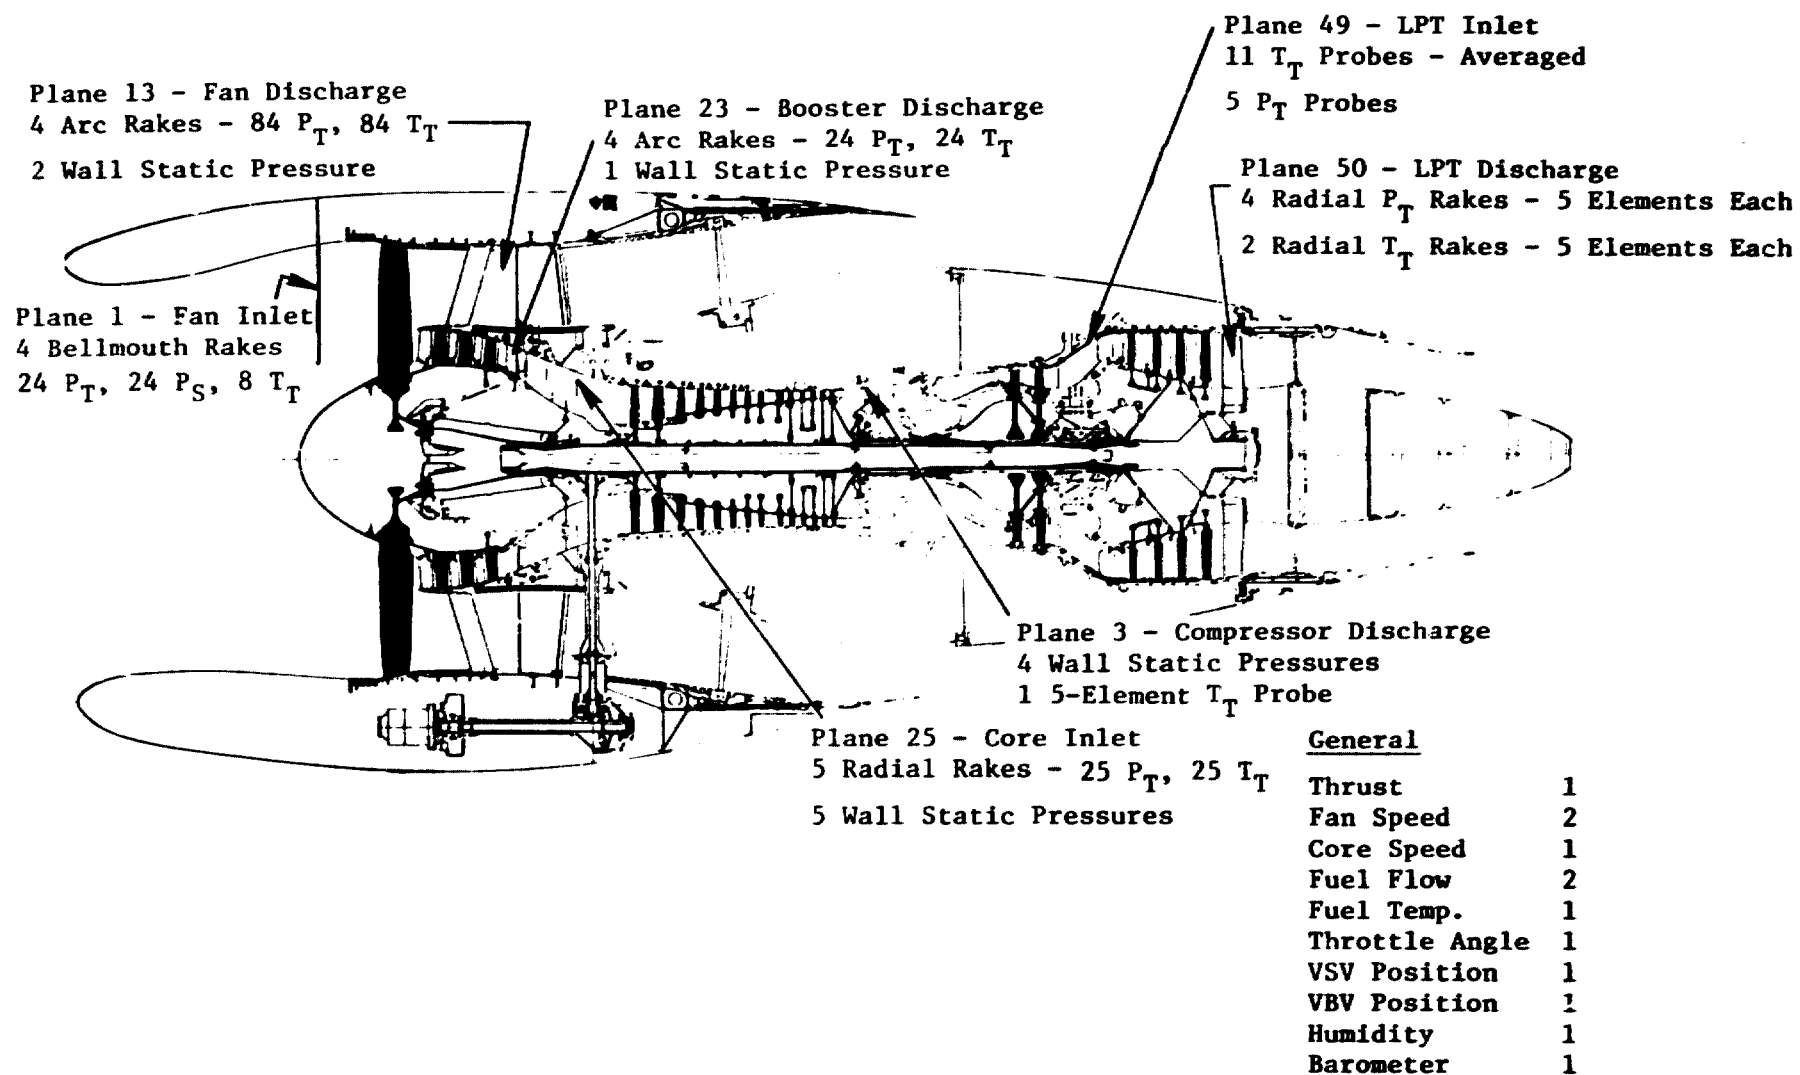 Plane 49 - LPT Inlet
11 T_T Probes - Averaged
5 P_T Probes
Plane 13 - Fan Discharge
4 Arc Rakes - 84 P_T, 84 T_T
2 Wall Static Pressure
Plane 23 - Booster Discharge
4 Arc Rakes - 24 P_T, 24 T_T
1 Wall Static Pressure
Plane 50 - LPT Discharge
4 Radial P_T Rakes - 5 Elements Each
2 Radial T_T Rakes - 5 Elements Each
Plane 1 - Fan Inlet
4 Bellmouth Rakes
24 P_T, 24 P_S, 8 T_T
Plane 3 - Compressor Discharge
4 Wall Static Pressures
1 5-Element T_T Probe
Plane 25 - Core Inlet
5 Radial Rakes - 25 P_T, 25 T_T
5 Wall Static Pressures
General
Thrust 1
Fan Speed 2
Core Speed 1
Fuel Flow 2
Fuel Temp. 1
Throttle Angle 1
VSV Position 1
VBV Position 1
Humidity 1
Barometer 1